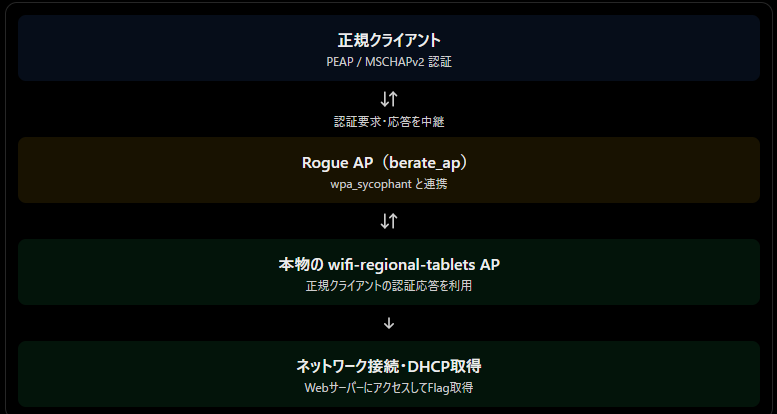 正規クライアント
PEAP / MSCHAPv2 認証
↓↑
認証要求・応答を中継
Rogue AP（berate_ap）
wpa_sycophant と連携
↓↑
本物の wifi-regional-tablets AP
正規クライアントの認証応答を利用
↓
ネットワーク接続・DHCP取得
WebサーバーにアクセスしてFlag取得